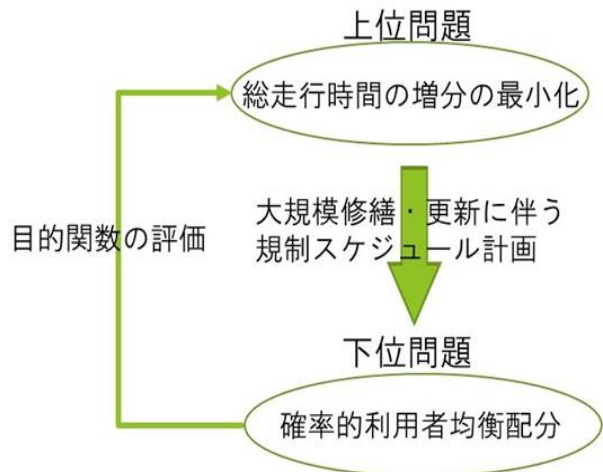 上位問題
総走行時間の増分の最小化
大規模修繕・更新に伴う
規制スケジュール計画
目的関数の評価
下位問題
確率的利用者均衡配分